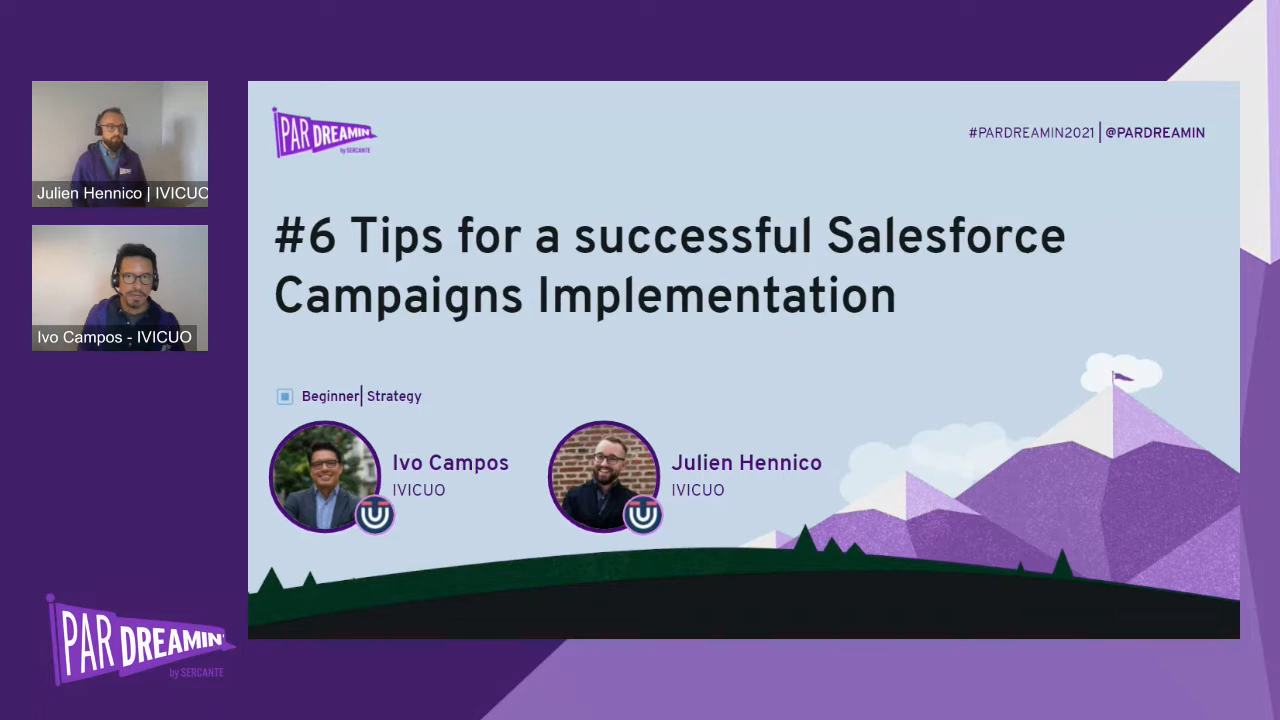 Julien Hennico | IVICUO
Ivo Campos - IVICUO
PAR DREAMIN
by SERCANTE
#PARDREAMIN2021 | @PARDREAMIN
#6 Tips for a successful Salesforce
Campaigns Implementation
Beginner| Strategy
Ivo Campos
IVICUO
Julien Hennico
IVICUO
PAR DREAMIN'
by SERCANTE